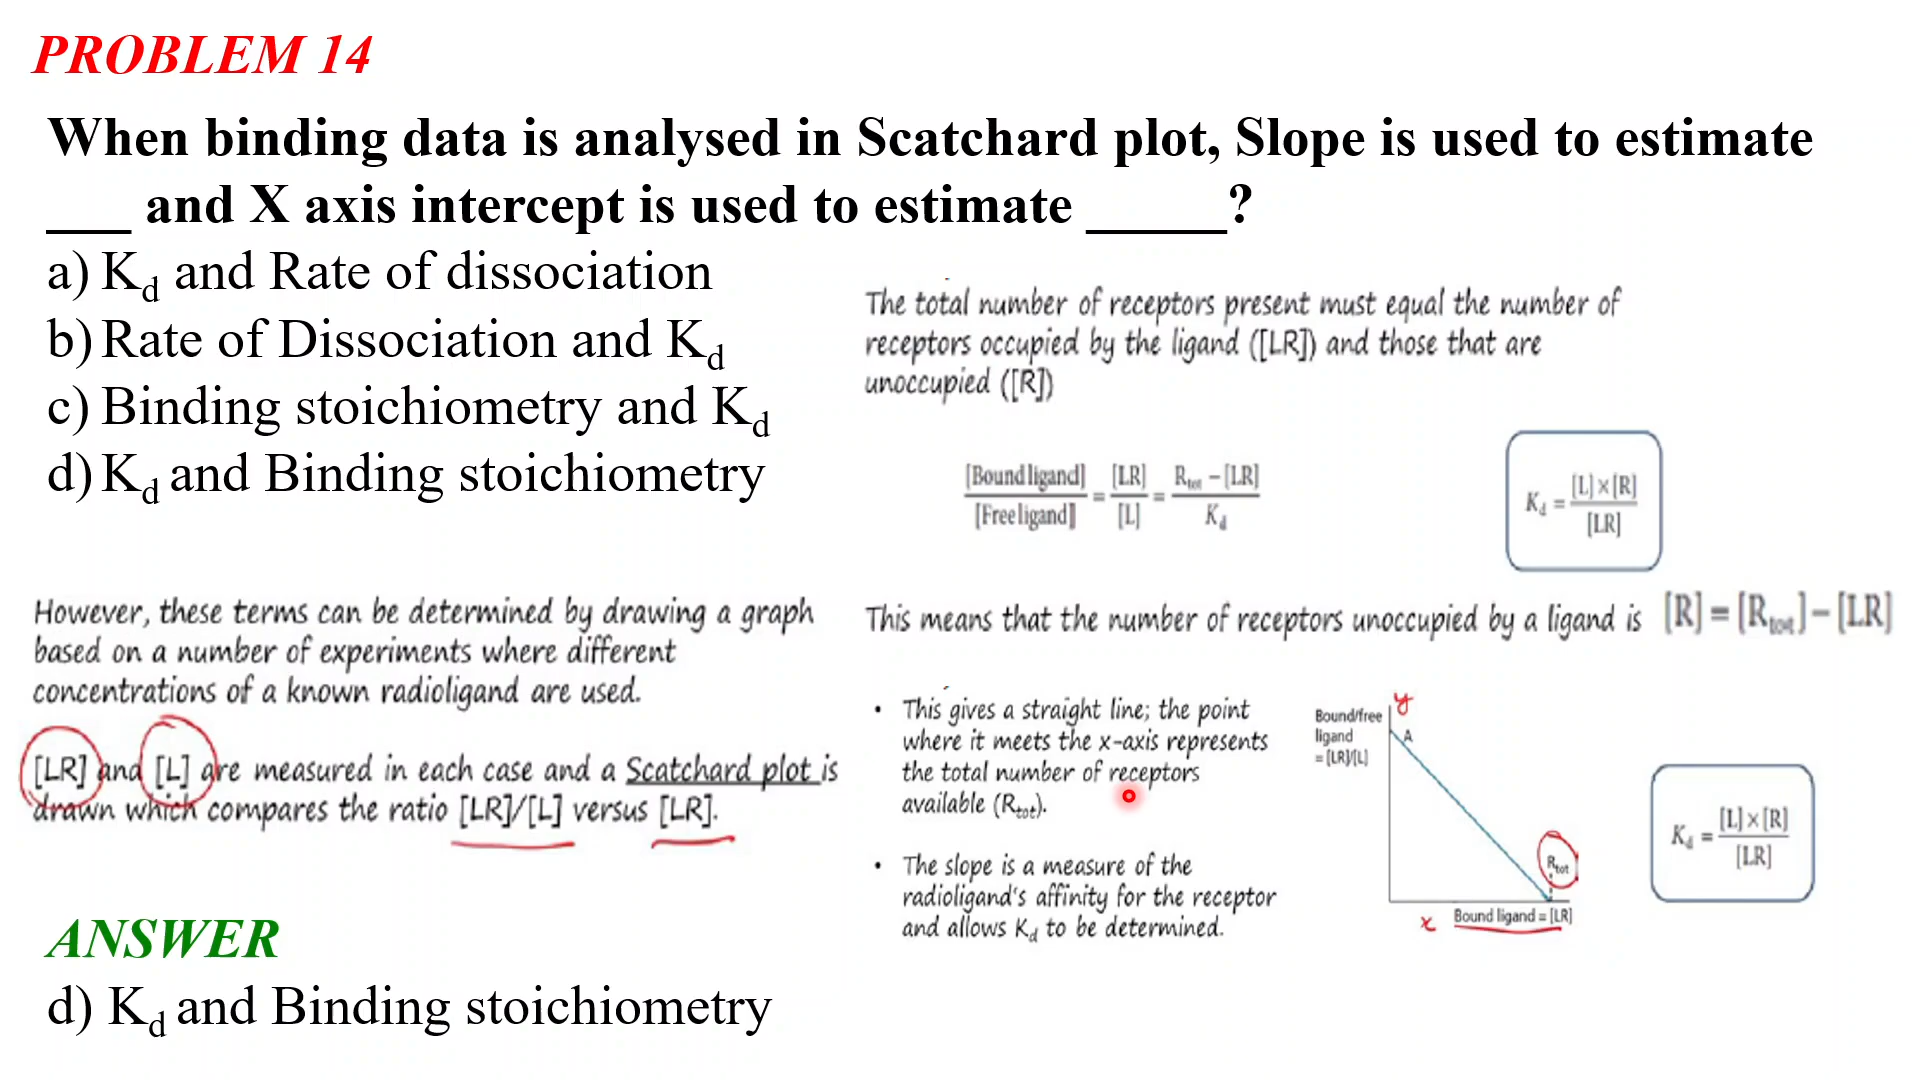 PROBLEM 14
When binding data is analysed in Scatchard plot, Slope is used to estimate
___ and X axis intercept is used to estimate _____?
a) Kd and Rate of dissociation
b) Rate of Dissociation and Kd
c) Binding stoichiometry and Kd
d) Kd and Binding stoichiometry
The total number of receptors present must equal the number of
receptors occupied by the ligand ([LR]) and those that are
unoccupied ([R])
[Bound ligand] / [Free ligand] = [LR] / [L] = Rtot − [LR] / Kd
Kd = [L] × [R] / [LR]
This means that the number of receptors unoccupied by a ligand is [R] = [Rtot] − [LR]
However, these terms can be determined by drawing a graph
based on a number of experiments where different
concentrations of a known radioligand are used.
[LR] and [L] are measured in each case and a Scatchard plot is
drawn which compares the ratio [LR]/[L] versus [LR].
• This gives a straight line; the point
where it meets the x-axis represents
the total number of receptors
available (Rtot).
• The slope is a measure of the
radioligand's affinity for the receptor
and allows Kd to be determined.
y
Bound/free
ligand
= [LR]/[L]
A
Rtot
x
Bound ligand = [LR]
Kd = [L] × [R] / [LR]
ANSWER
d) Kd and Binding stoichiometry